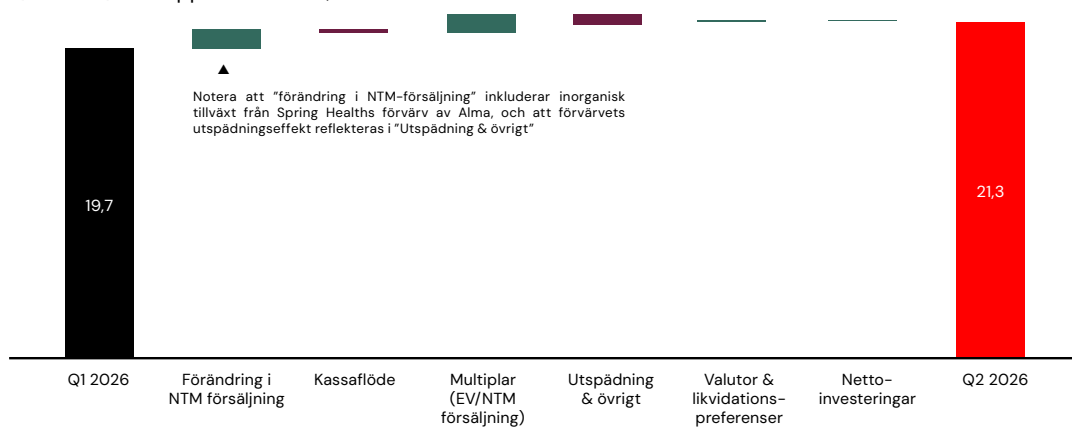 Notera att "förändring i NTM-försäljning" inkluderar inorganisk
tillväxt från Spring Healths förvärv av Alma, och att förvärvets
utspädningseffekt reflekteras i "Utspädning & övrigt"
19,7
21,3
Q1 2026
Förändring i
NTM försäljning
Kassaflöde
Multiplar
(EV/NTM
försäljning)
Utspädning
& övrigt
Valutor &
likvidations-
preferenser
Netto-
investeringar
Q2 2026